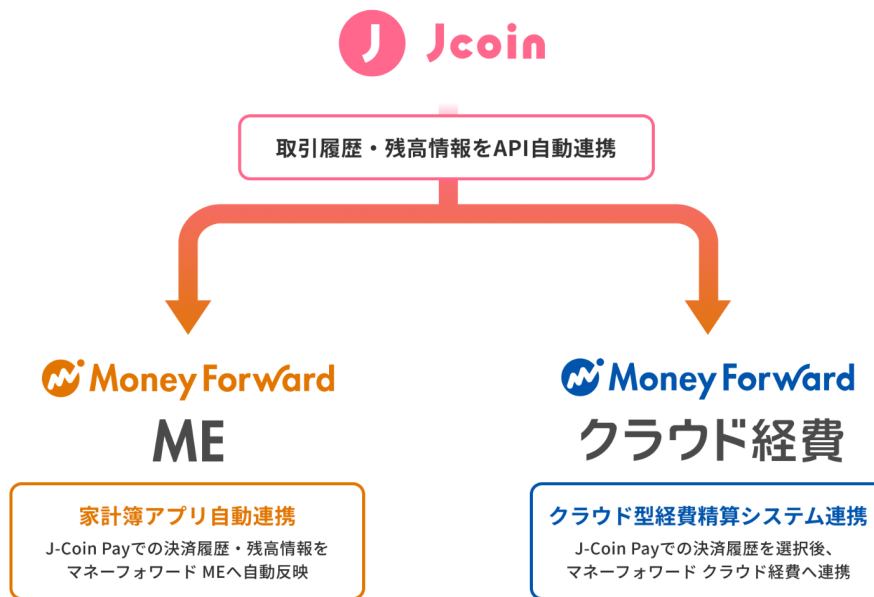 J Jcoin
取引履歴・残高情報をAPI自動連携
Money Forward
ME
家計簿アプリ自動連携
J-Coin Payでの決済履歴・残高情報を
マネーフォワード MEへ自動反映
Money Forward
クラウド経費
クラウド型経費精算システム連携
J-Coin Payでの決済履歴を選択後、
マネーフォワード クラウド経費へ連携